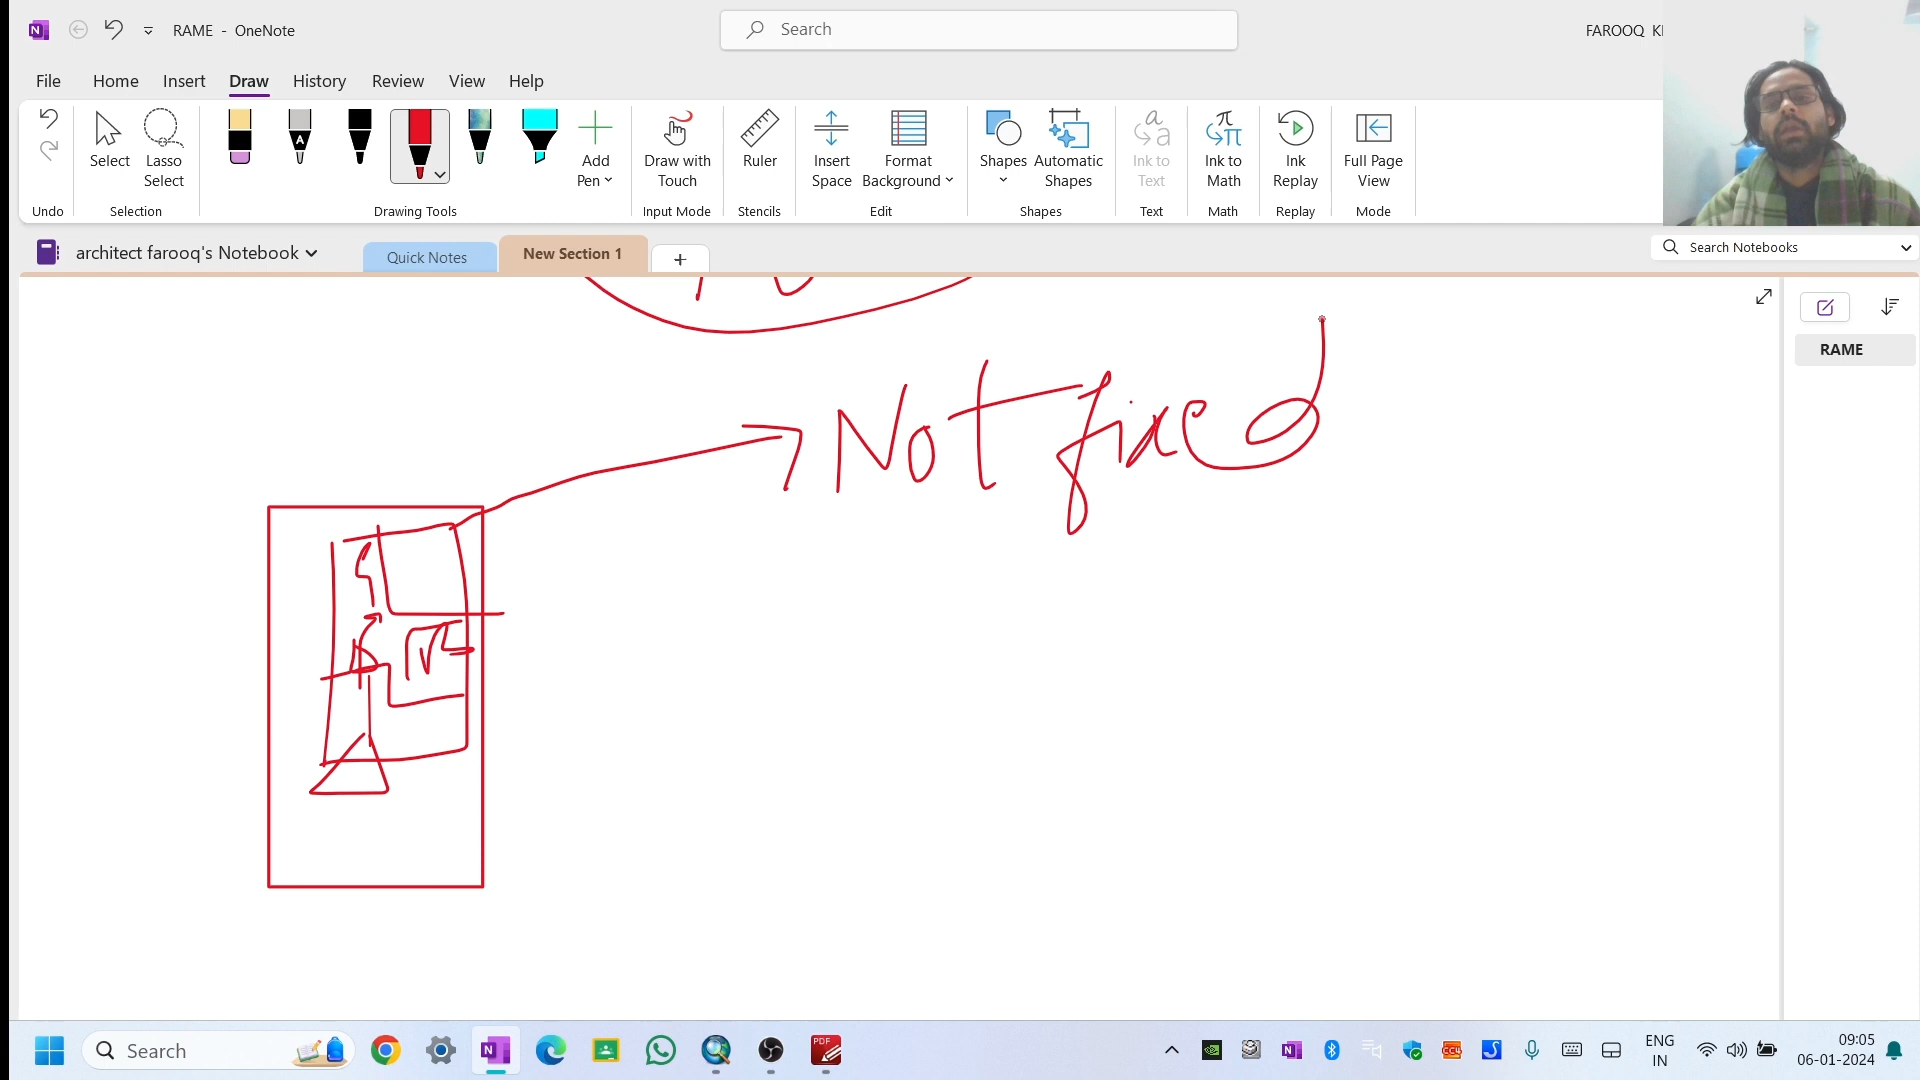 RAME - OneNote
Search
FAROOQ
File Home Insert Draw History Review View Help
Undo
Select
Lasso Select
Selection
Drawing Tools
Add Pen
Draw with Touch
Input Mode
Ruler
Stencils
Insert Space
Format Background
Edit
Shapes
Automatic Shapes
Shapes
Ink to Text
Text
Ink to Math
Math
Ink Replay
Replay
Full Page View
Mode
architect farooq's Notebook
Quick Notes
New Section 1
Search Notebooks
RAME
Not fixed
Search
PDF
ENG
IN
09:05
06-01-2024